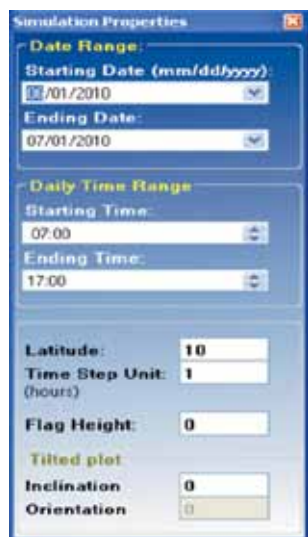 Simulation Properties
Date Range:
Starting Date (mm/dd/yyyy):
/01/2010
Ending Date:
07/01/2010
Daily Time Range
Starting Time:
07:00
Ending Time:
17:00
Latitude: 10
Time Step Unit: 1
(hours)
Flag Height: 0
Tilted plot
Inclination 0
Orientation 0